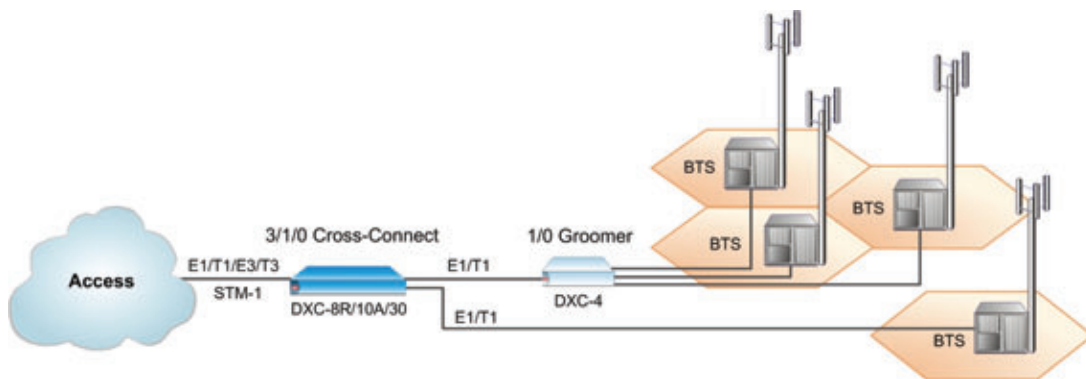 BTS
BTS
BTS
3/1/0 Cross-Connect
1/0 Groomer
Access
E1/T1/E3/T3
STM-1
E1/T1
DXC-8R/10A/30
DXC-4
E1/T1
BTS